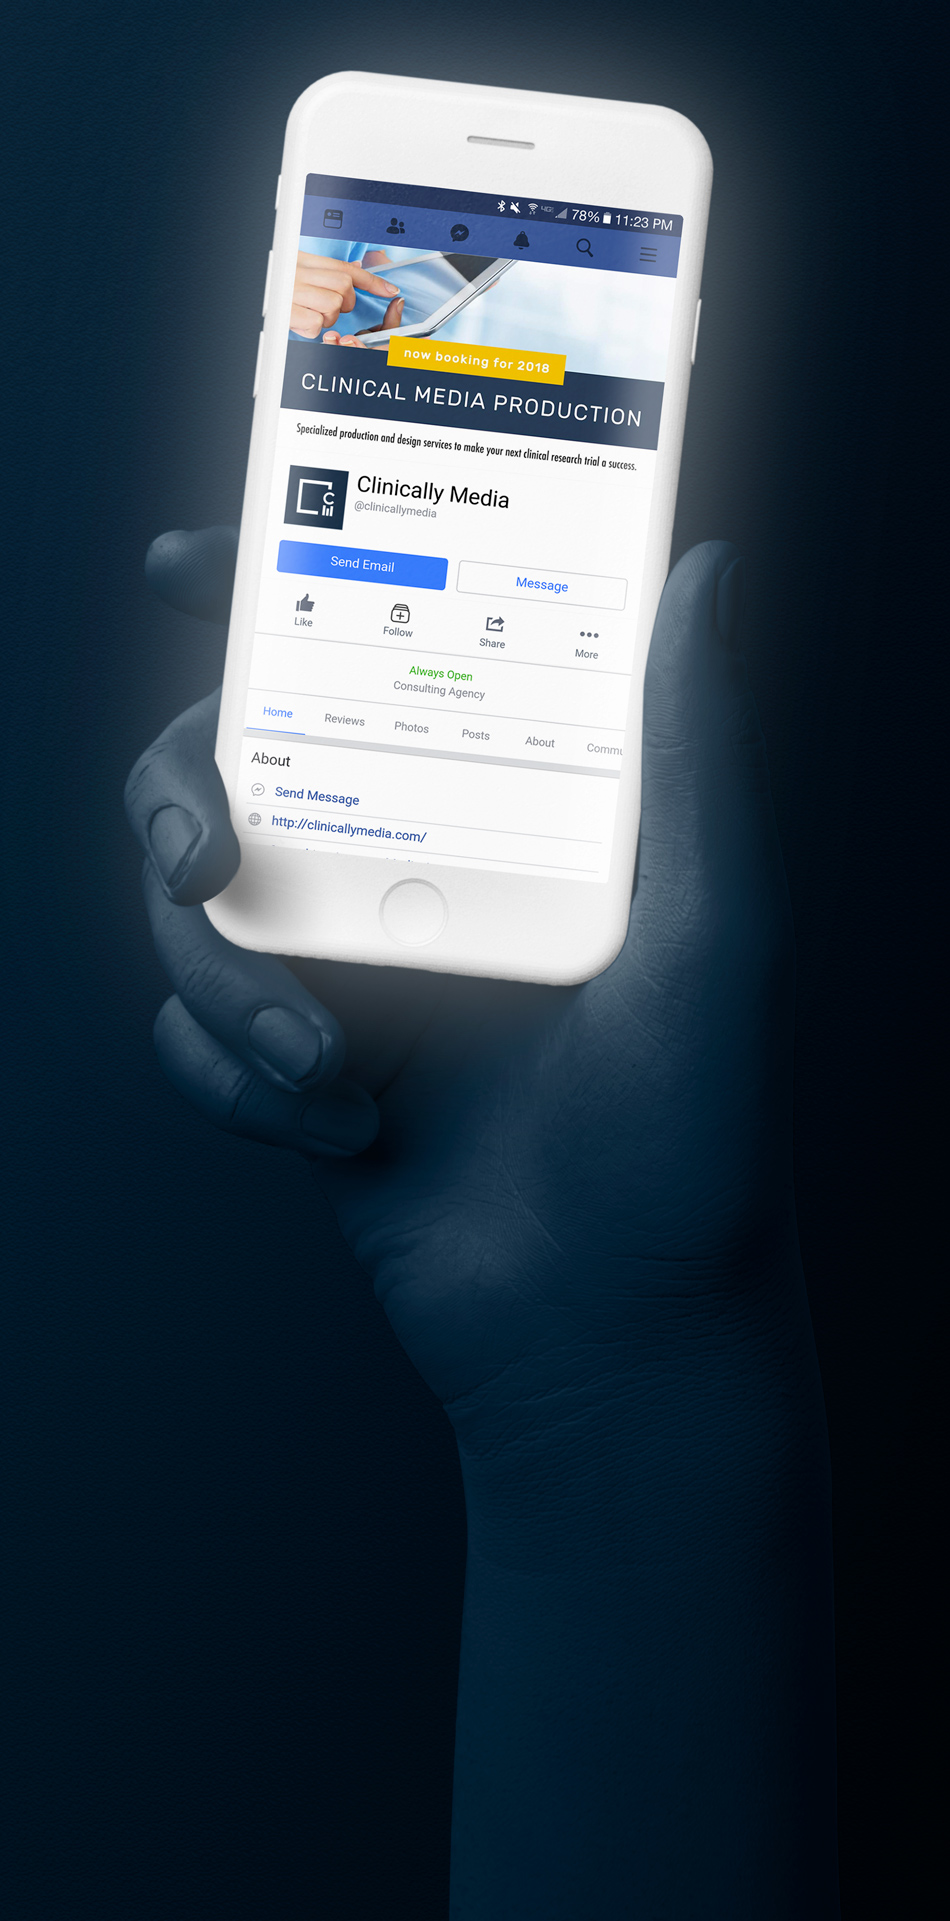 78% 11:23 PM
now booking for 2018
CLINICAL MEDIA PRODUCTION
Specialized production and design services to make your next clinical research trial a success.
Clinically Media
@clinicallymedia
Send Email
Message
Like
Follow
Share
More
Always Open
Consulting Agency
Home
Reviews
Photos
Posts
About
Commu
About
Send Message
http://clinicallymedia.com/